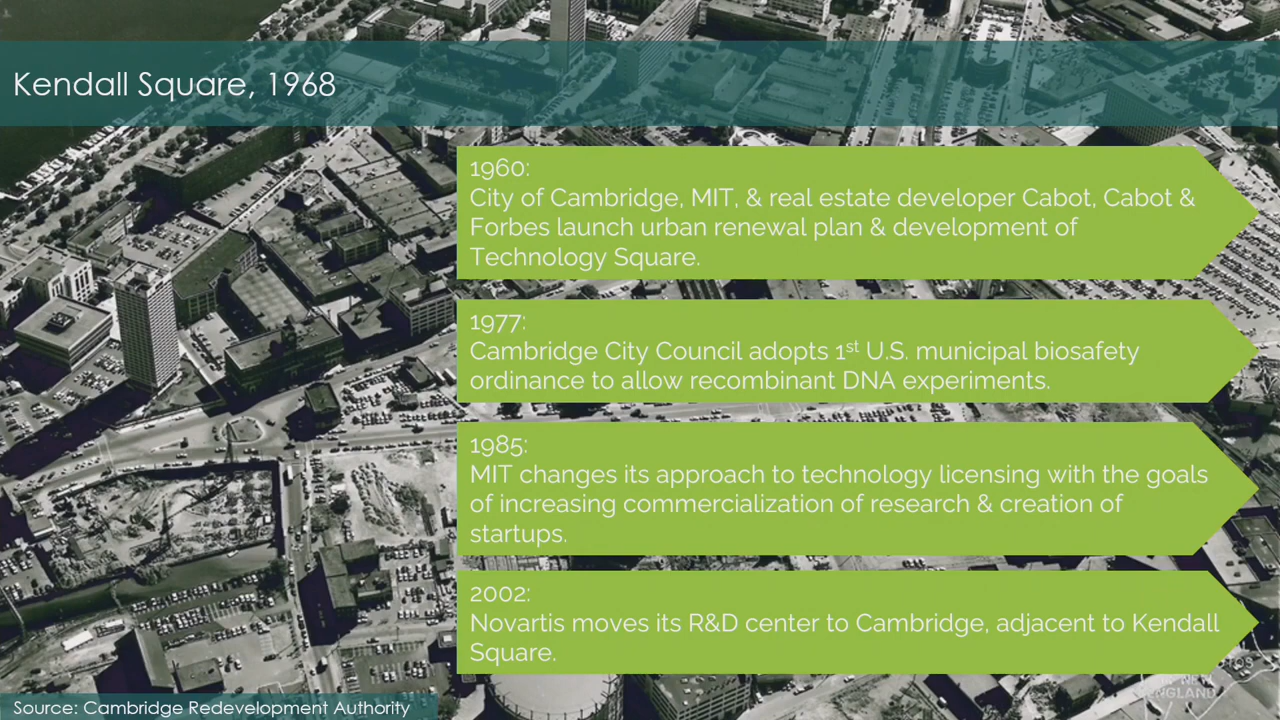 Kendall Square, 1968
1960:
City of Cambridge, MIT, & real estate developer Cabot, Cabot &
Forbes launch urban renewal plan & development of
Technology Square.
1977:
Cambridge City Council adopts 1st U.S. municipal biosafety
ordinance to allow recombinant DNA experiments.
1985:
MIT changes its approach to technology licensing with the goals
of increasing commercialization of research & creation of
startups.
2002:
Novartis moves its R&D center to Cambridge, adjacent to Kendall
Square.
NEW
ENGLAND
Source: Cambridge Redevelopment Authority